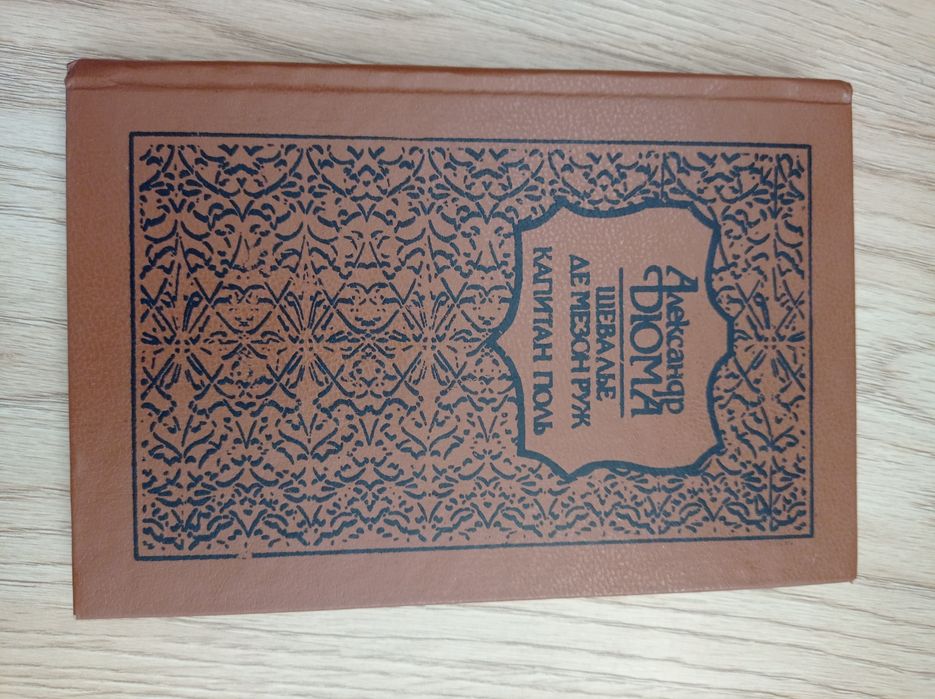 Александр
ДЮМА
ШЕВАЛЬЕ
ДЕ МЕЗОН РУЖ
КАПИТАН ПОЛЬ